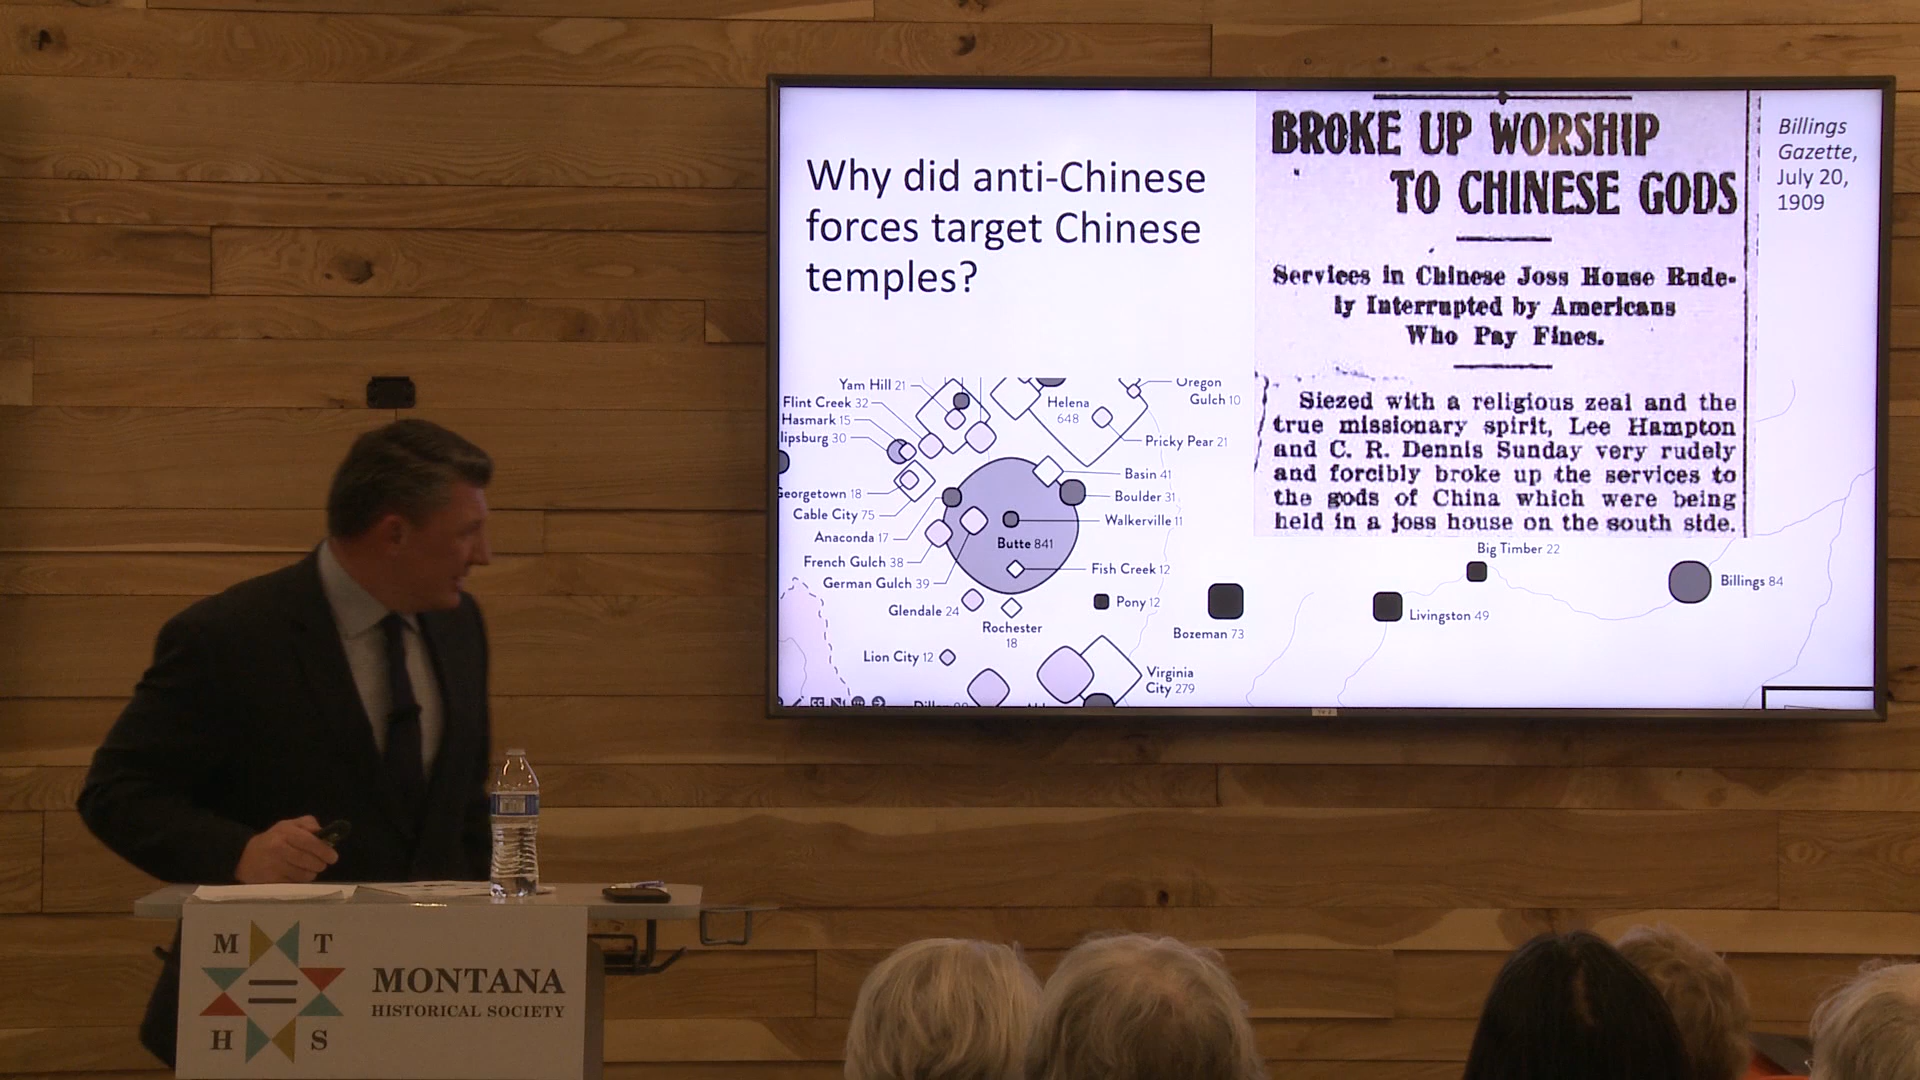 Why did anti-Chinese
forces target Chinese
temples?
BROKE UP WORSHIP
TO CHINESE GODS
Services in Chinese Joss House Rude-
ly Interrupted by Americans
Who Pay Fines.
Siezed with a religious zeal and the
true missionary spirit, Lee Hampton
and C. R. Dennis Sunday very rudely
and forcibly broke up the services to
the gods of China which were being
held in a joss house on the south side.
Billings
Gazette,
July 20,
1909
Yam Hill 21
Flint Creek 32
Hasmark 15
lipsburg 30
Georgetown 18
Cable City 75
Anaconda 17
French Gulch 38
German Gulch 39
Glendale 24
Rochester
18
Lion City 12
Helena
648
Oregon
Gulch 10
Pricky Pear 21
Basin 41
Boulder 31
Walkerville 11
Butte 841
Fish Creek 12
Pony 12
Bozeman 73
Virginia
City 279
Big Timber 22
Livingston 49
Billings 84
M T
H S
MONTANA
HISTORICAL SOCIETY